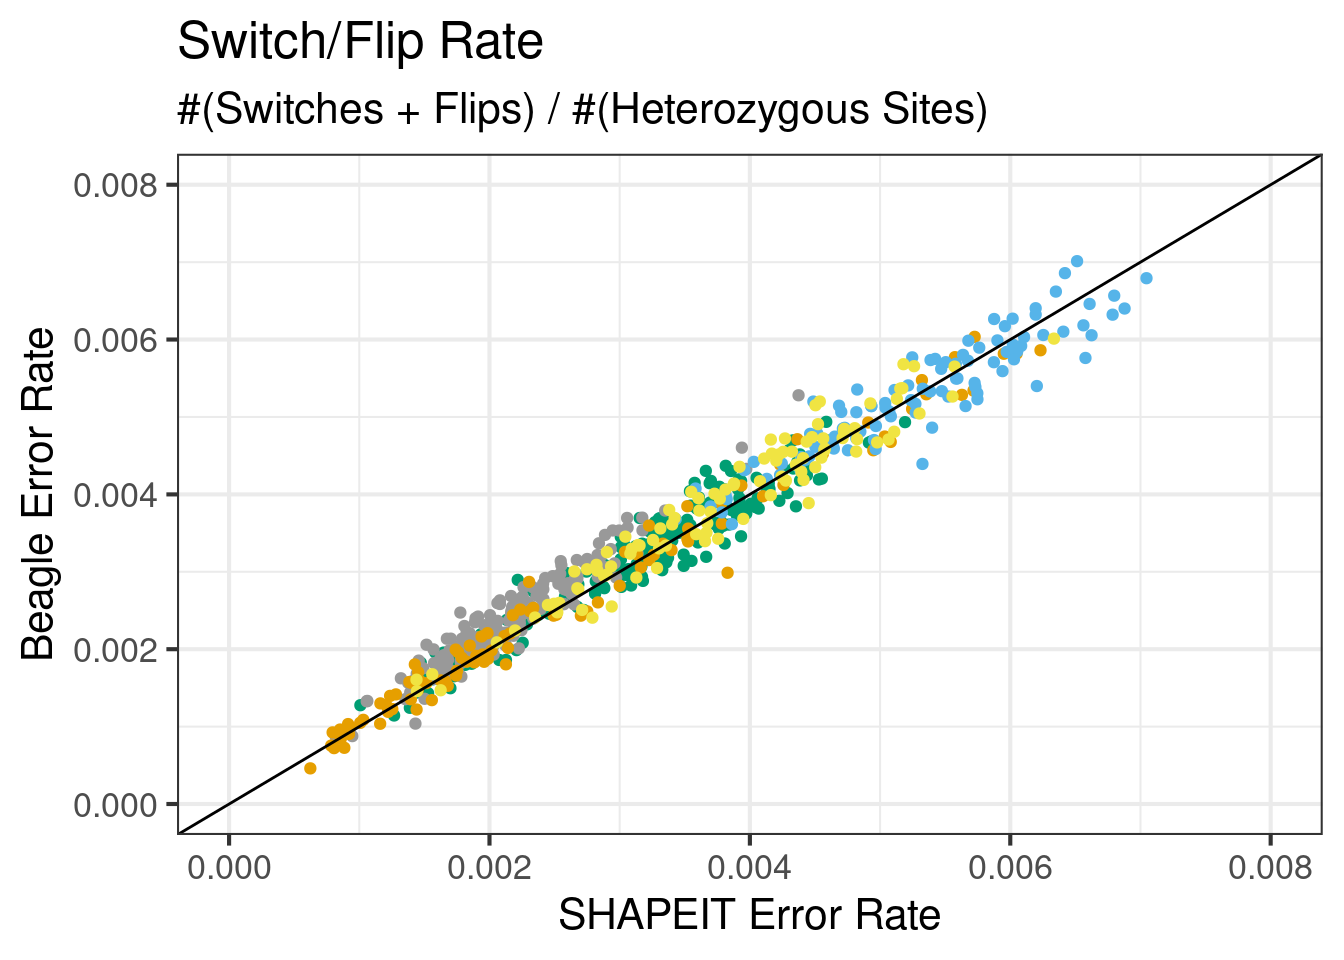 Switch/Flip Rate
#(Switches + Flips) / #(Heterozygous Sites)
Beagle Error Rate
0.008
0.006
0.004
0.002
0.000
0.000 0.002 0.004 0.006 0.008
SHAPEIT Error Rate